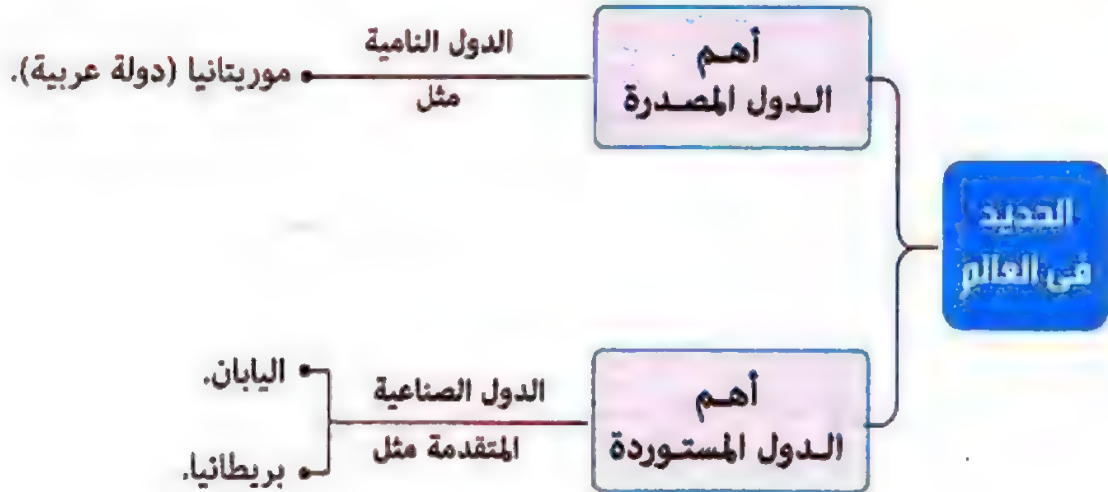 الحديد
فى العالم
أهم
الدول المصدرة
الدول النامية
مثل
موريتانيا (دولة عربية).
أهم
الدول المستوردة
الدول الصناعية
المتقدمة مثل
اليابان.
بريطانيا.